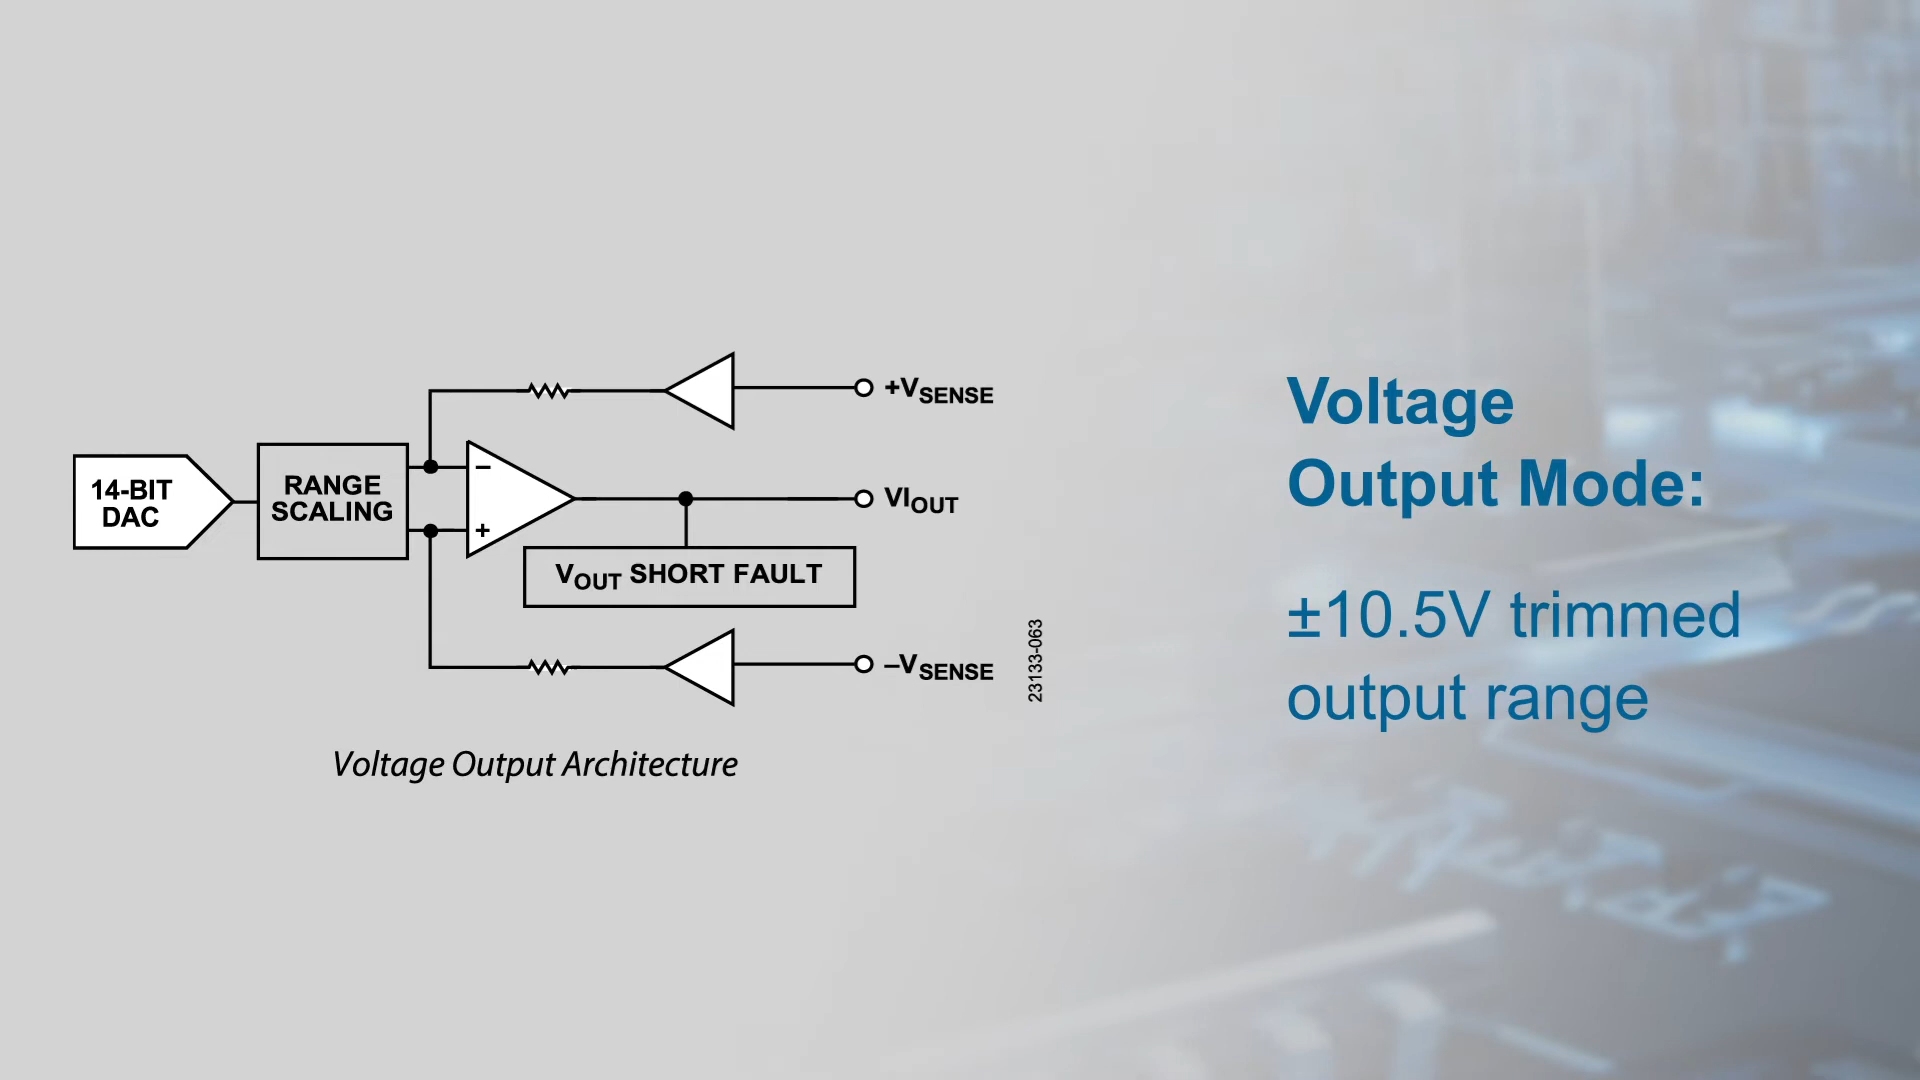 +VSENSE
14-BIT
DAC
RANGE
SCALING
−
+
VIOUT
VOUT SHORT FAULT
–VSENSE
23133-063
Voltage Output Architecture
Voltage
Output Mode:
±10.5V trimmed
output range